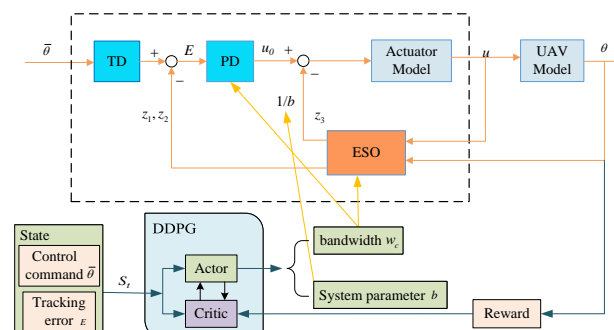 θ̅
TD
+
−
E
PD
u₀
+
−
Actuator
Model
u
UAV
Model
θ
1/b
z₁, z₂
z₃
ESO
State
Control
command θ̅
Tracking
error E
Sₜ
DDPG
Actor
Critic
bandwidth w_c
System parameter b
Reward